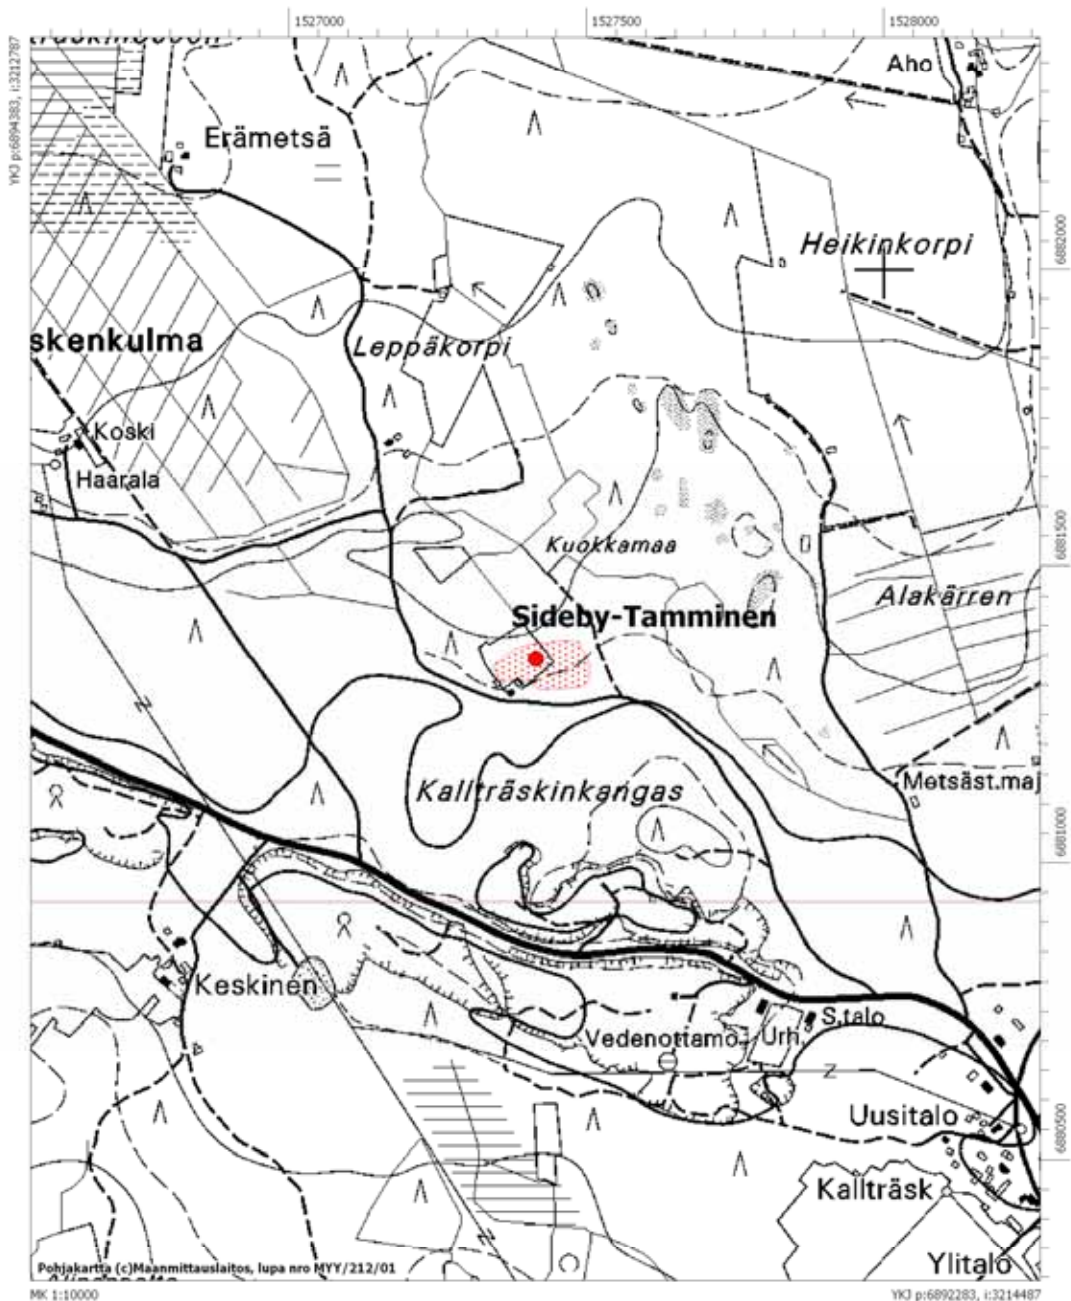 1527000
1527500
1528000
YKJ p:6894383, i:3212787
Aho
Erämetsä
6882000
Heikinkorpi
skenkulma
Leppäkorpi
Koski
Haarala
6881500
Kuokkamaa
Alakärren
Sideby-Tamminen
Z
Metsäst.maj
Kallträskinkangas
6881000
Keskinen
S.talo
Vedenottamo
Urh.
Z
Uusitalo
6880500
Kallträsk
Z
Ylitalo
Pohjakartta (c)Maanmittauslaitos, lupa nro MYY/212/01
MK 1:10000
YKJ p:6892283, i:3214487